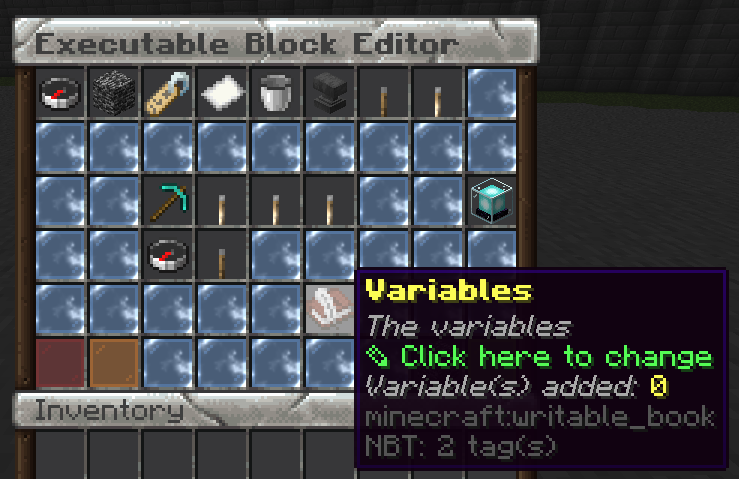 Executable Block Editor
Variables
The variables
✎ Click here to change
Variable(s) added: 0
minecraft:writable_book
NBT: 2 tag(s)
Inventory